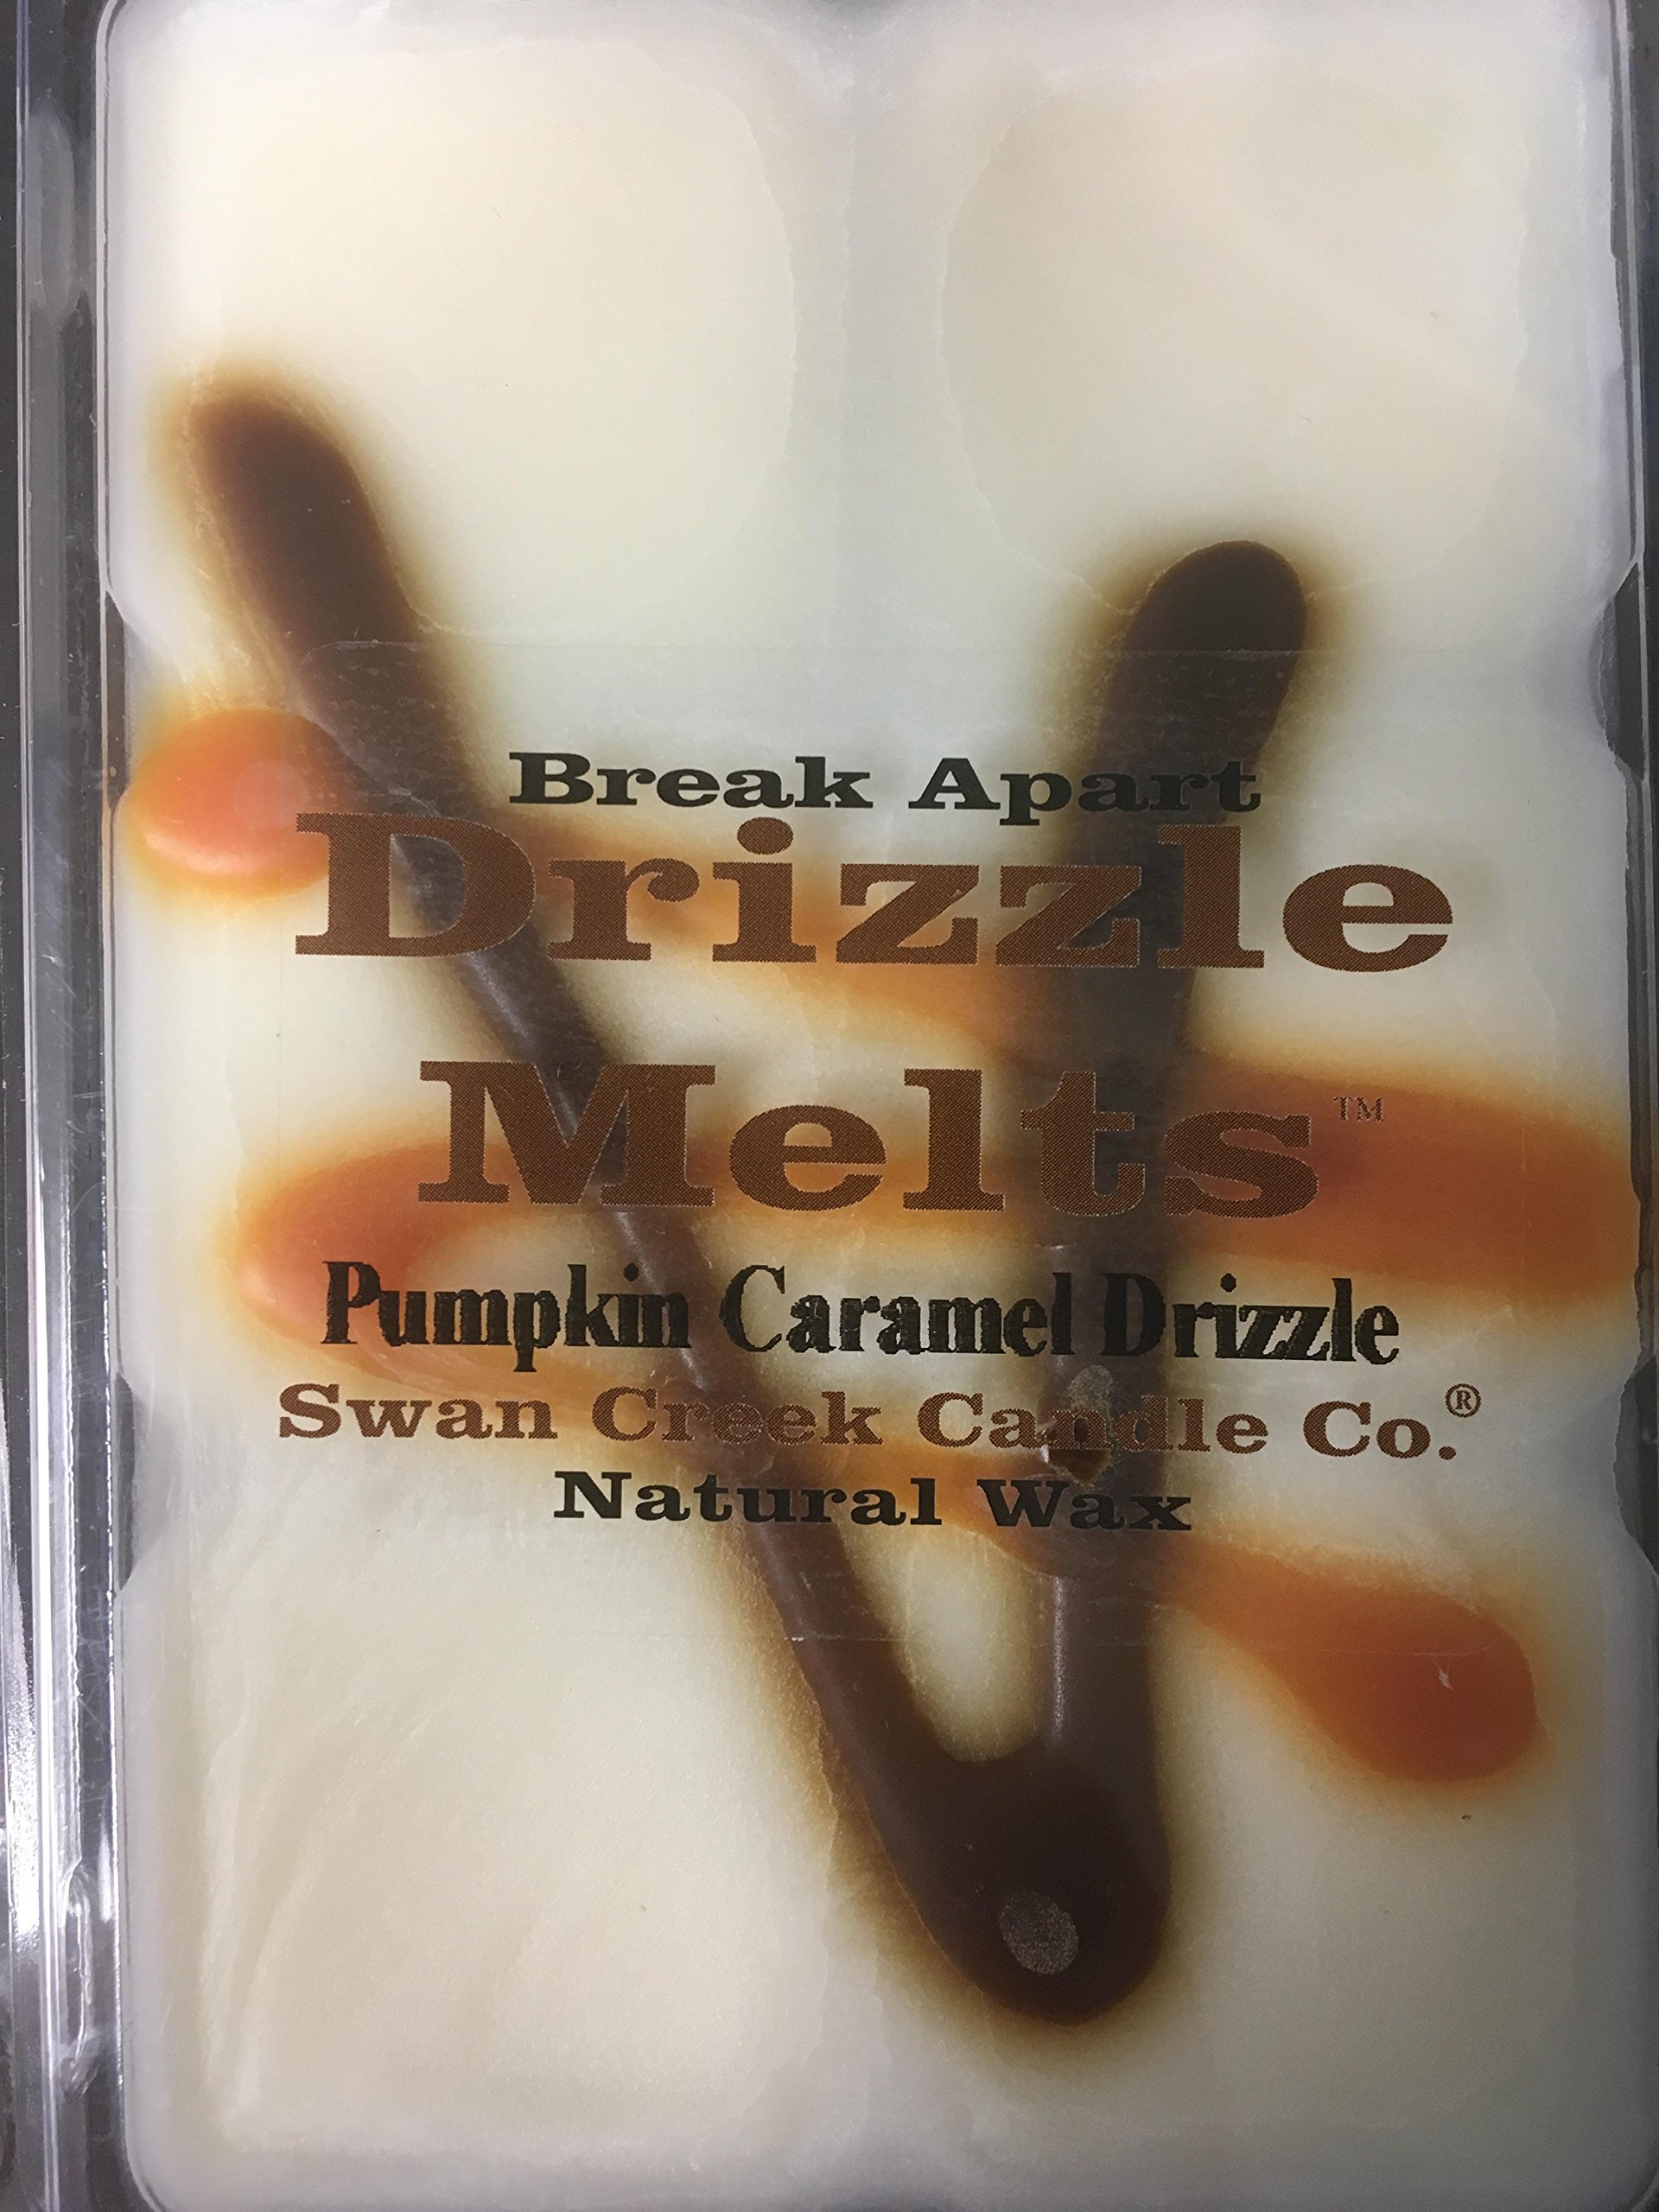 Break Apart
Drizzle
Melts™
Pumpkin Caramel Drizzle
Swan Creek Candle Co.®
Natural Wax